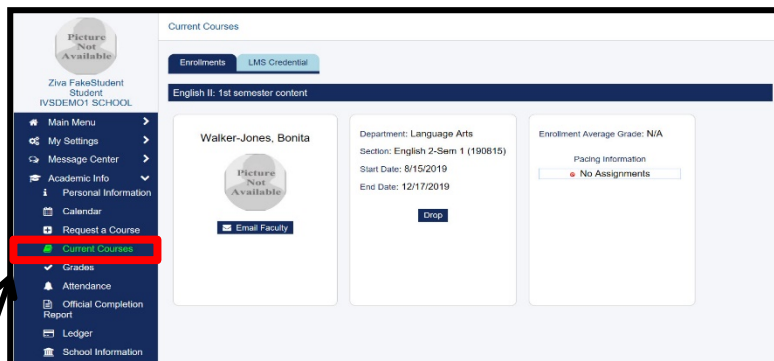 Picture
Not
Available
Ziva FakeStudent
Student
IVSDEMO1 SCHOOL
Main Menu
My Settings
Message Center
Academic Info
Personal Information
Calendar
Request a Course
Current Courses
Grades
Attendance
Official Completion
Report
Ledger
School Information
Current Courses
Enrollments LMS Credential
English II: 1st semester content
Walker-Jones, Bonita
Picture
Not
Available
Email Faculty
Department: Language Arts
Section: English 2-Sem 1 (190815)
Start Date: 8/15/2019
End Date: 12/17/2019
Drop
Enrollment Average Grade: N/A
Pacing Information
No Assignments